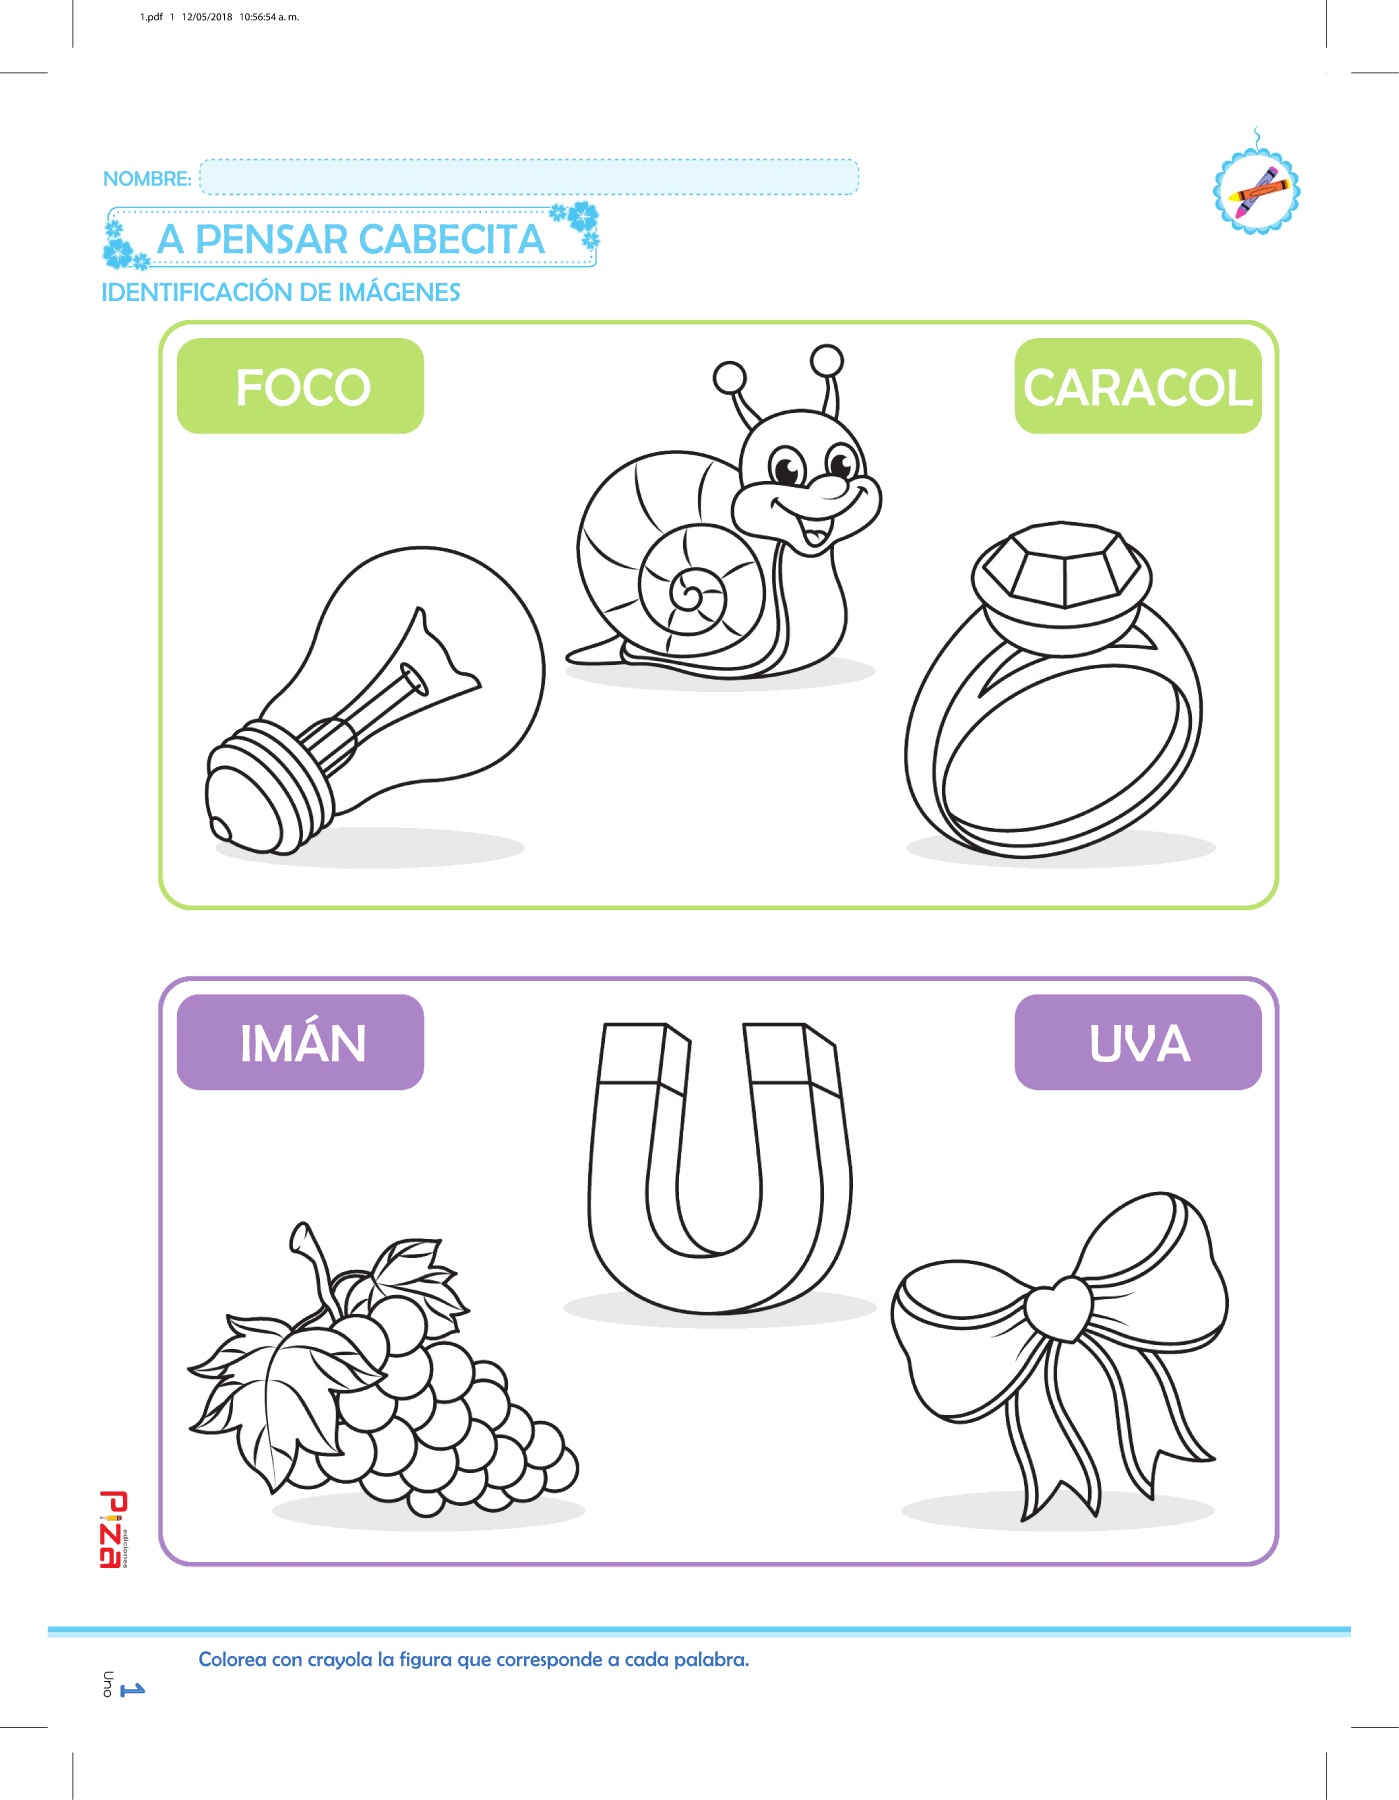 1.pdf 1 12/05/2018 10:56:54 a. m.
NOMBRE:
A PENSAR CABECITA
IDENTIFICACIÓN DE IMÁGENES
FOCO
CARACOL
IMÁN
UVA
Piza
ediciones
Colorea con crayola la figura que corresponde a cada palabra.
1
Uno